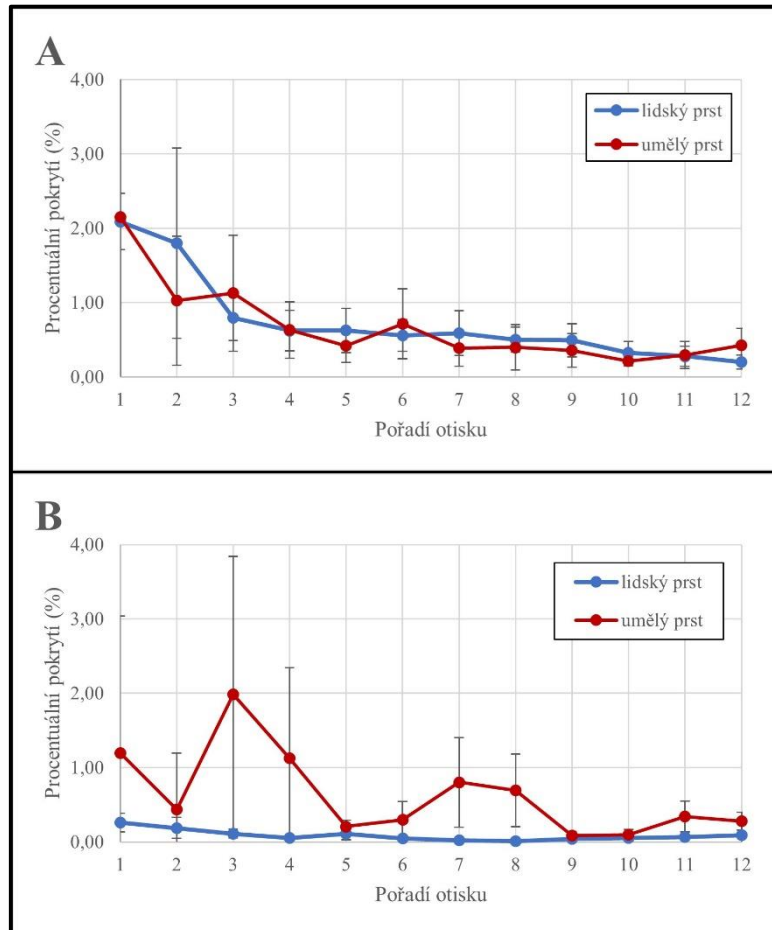 A
4,00
3,00
2,00
1,00
0,00
Procentuální pokrytí (%)
lidský prst
umělý prst
1 2 3 4 5 6 7 8 9 10 11 12
Pořadí otisku
B
4,00
3,00
2,00
1,00
0,00
Procentuální pokrytí (%)
lidský prst
umělý prst
1 2 3 4 5 6 7 8 9 10 11 12
Pořadí otisku